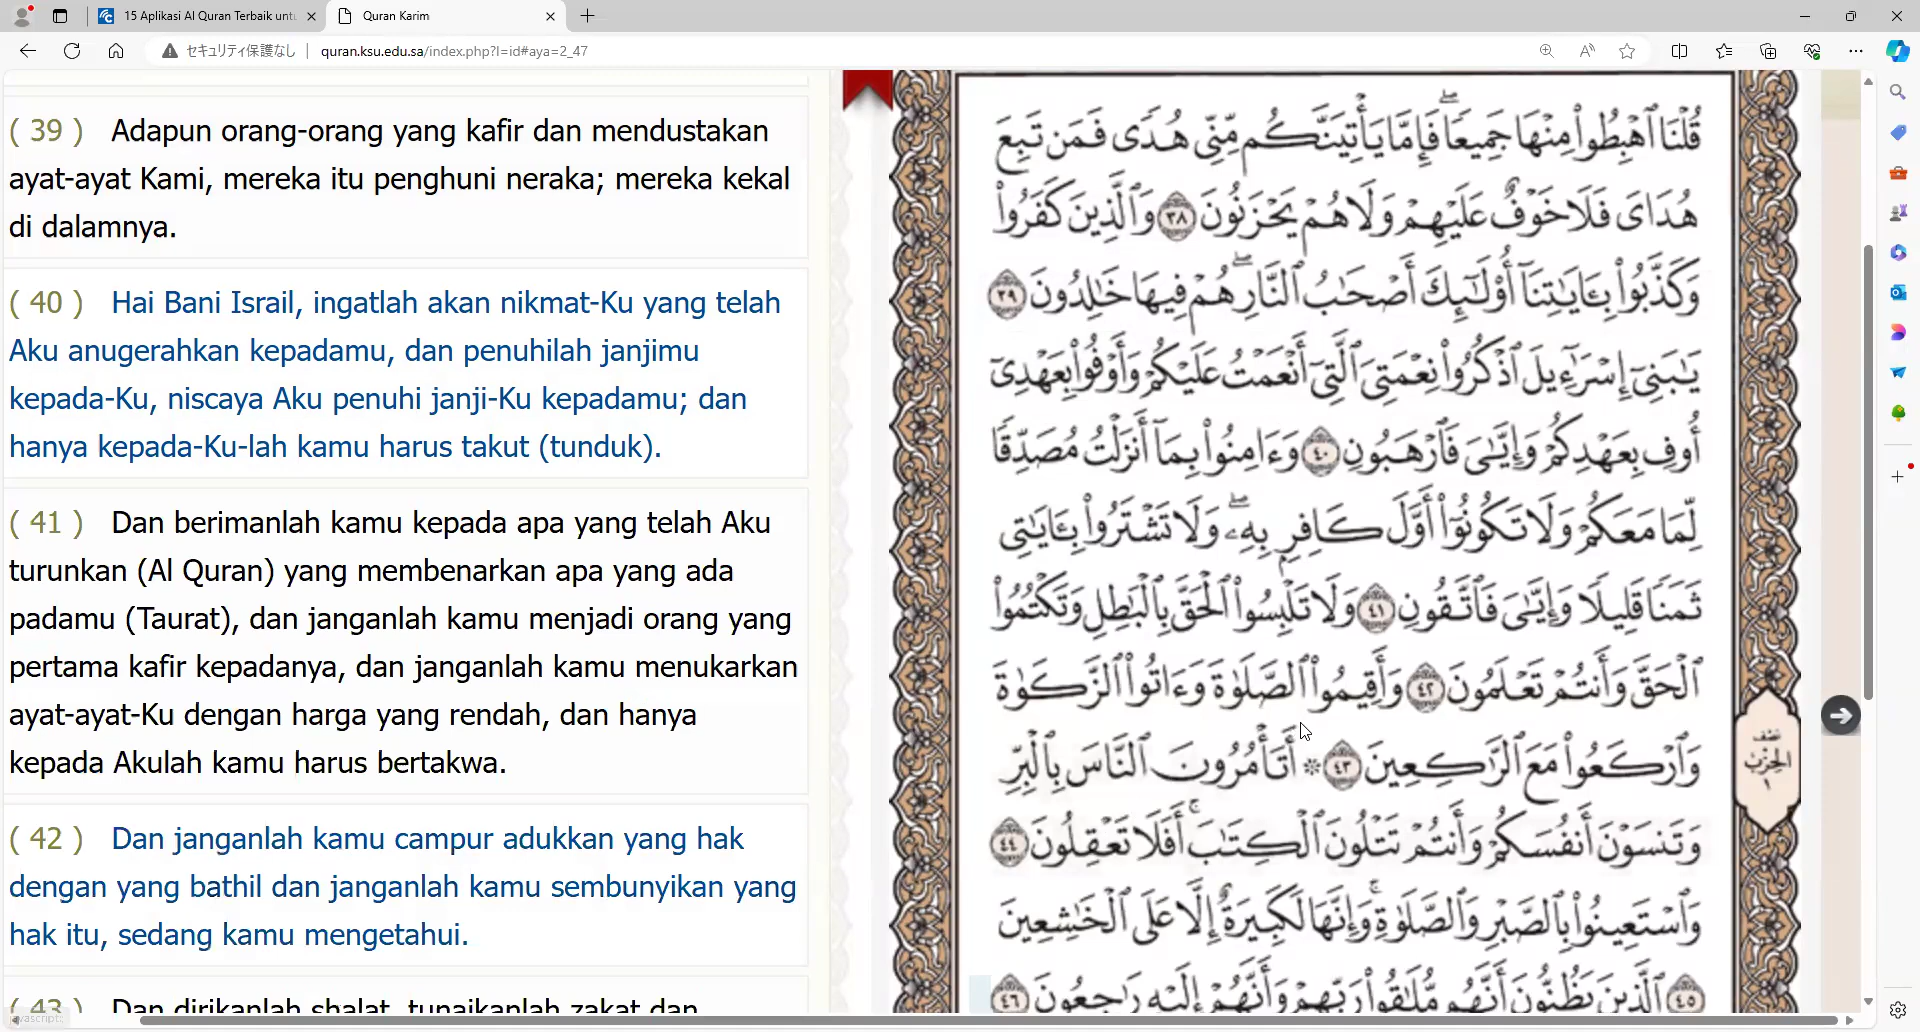 15 Aplikasi Al Quran Terbaik untu
Quran Karim
セキュリティ保護なし
quran.ksu.edu.sa/index.php?l=id#aya=2_47
( 39 ) Adapun orang-orang yang kafir dan mendustakan
ayat-ayat Kami, mereka itu penghuni neraka; mereka kekal
di dalamnya.
( 40 ) Hai Bani Israil, ingatlah akan nikmat-Ku yang telah
Aku anugerahkan kepadamu, dan penuhilah janjimu
kepada-Ku, niscaya Aku penuhi janji-Ku kepadamu; dan
hanya kepada-Ku-lah kamu harus takut (tunduk).
( 41 ) Dan berimanlah kamu kepada apa yang telah Aku
turunkan (Al Quran) yang membenarkan apa yang ada
padamu (Taurat), dan janganlah kamu menjadi orang yang
pertama kafir kepadanya, dan janganlah kamu menukarkan
ayat-ayat-Ku dengan harga yang rendah, dan hanya
kepada Akulah kamu harus bertakwa.
( 42 ) Dan janganlah kamu campur adukkan yang hak
dengan yang bathil dan janganlah kamu sembunyikan yang
hak itu, sedang kamu mengetahui.
( 43 ) Dan dirikanlah shalat, tunaikanlah zakat dan
قُلْنَا ٱهْبِطُوا۟ مِنْهَا جَمِيعًا ۖ فَإِمَّا يَأْتِيَنَّكُم مِّنِّى هُدًى فَمَن تَبِعَ
هُدَاىَ فَلَا خَوْفٌ عَلَيْهِمْ وَلَا هُمْ يَحْزَنُونَ ٣٨ وَٱلَّذِينَ كَفَرُوا۟
وَكَذَّبُوا۟ بِـَٔايَـٰتِنَآ أُو۟لَـٰٓئِكَ أَصْحَـٰبُ ٱلنَّارِ ۖ هُمْ فِيهَا خَـٰلِدُونَ ٣٩
يَـٰبَنِىٓ إِسْرَٰٓءِيلَ ٱذْكُرُوا۟ نِعْمَتِىَ ٱلَّتِىٓ أَنْعَمْتُ عَلَيْكُمْ وَأَوْفُوا۟ بِعَهْدِىٓ
أُوفِ بِعَهْدِكُمْ وَإِيَّـٰىَ فَٱرْهَبُونِ ٤٠ وَءَامِنُوا۟ بِمَآ أَنزَلْتُ مُصَدِّقًا
لِّمَا مَعَكُمْ وَلَا تَكُونُوٓا۟ أَوَّلَ كَافِرٍۭ بِهِۦ ۖ وَلَا تَشْتَرُوا۟ بِـَٔايَـٰتِى
ثَمَنًا قَلِيلًا وَإِيَّـٰىَ فَٱتَّقُونِ ٤١ وَلَا تَلْبِسُوا۟ ٱلْحَقَّ بِٱلْبَـٰطِلِ وَتَكْتُمُوا۟
ٱلْحَقَّ وَأَنتُمْ تَعْلَمُونَ ٤٢ وَأَقِيمُوا۟ ٱلصَّلَوٰةَ وَءَاتُوا۟ ٱلزَّكَوٰةَ
وَٱرْكَعُوا۟ مَعَ ٱلرَّٰكِعِينَ ٤٣ ۞ أَتَأْمُرُونَ ٱلنَّاسَ بِٱلْبِرِّ
وَتَنسَوْنَ أَنفُسَكُمْ وَأَنتُمْ تَتْلُونَ ٱلْكِتَـٰبَ ۚ أَفَلَا تَعْقِلُونَ ٤٤
وَٱسْتَعِينُوا۟ بِٱلصَّبْرِ وَٱلصَّلَوٰةِ ۚ وَإِنَّهَا لَكَبِيرَةٌ إِلَّا عَلَى ٱلْخَـٰشِعِينَ
٤٥ ٱلَّذِينَ يَظُنُّونَ أَنَّهُم مُّلَـٰقُوا۟ رَبِّهِمْ وَأَنَّهُمْ إِلَيْهِ رَٰجِعُونَ ٤٦
نصف
الحزب
١